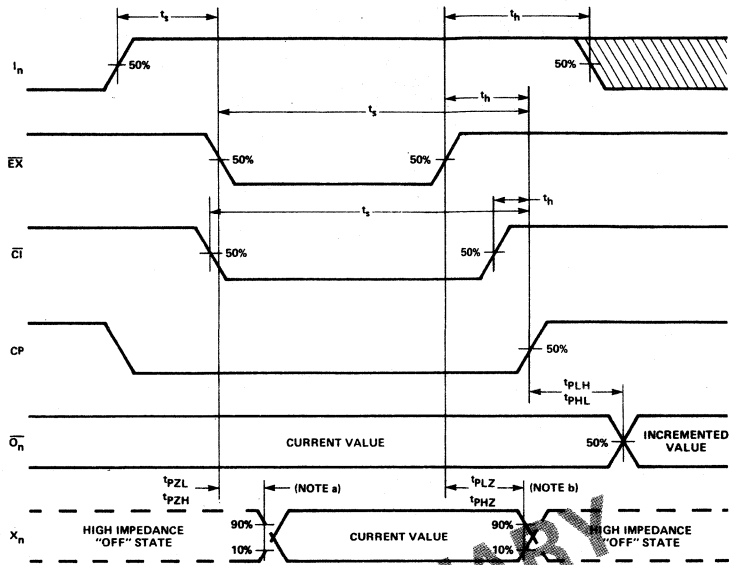 ts
th
In
50%
50%
th
ts
EX
50%
50%
th
ts
CI
50%
50%
CP
50%
tPLH
tPHL
On
CURRENT VALUE
50%
INCREMENTED
VALUE
tPZL
tPZH
(NOTE a)
tPLZ
tPHZ
(NOTE b)
Xn
HIGH IMPEDANCE
"OFF" STATE
90%
10%
CURRENT VALUE
90%
10%
HIGH IMPEDANCE
"OFF" STATE